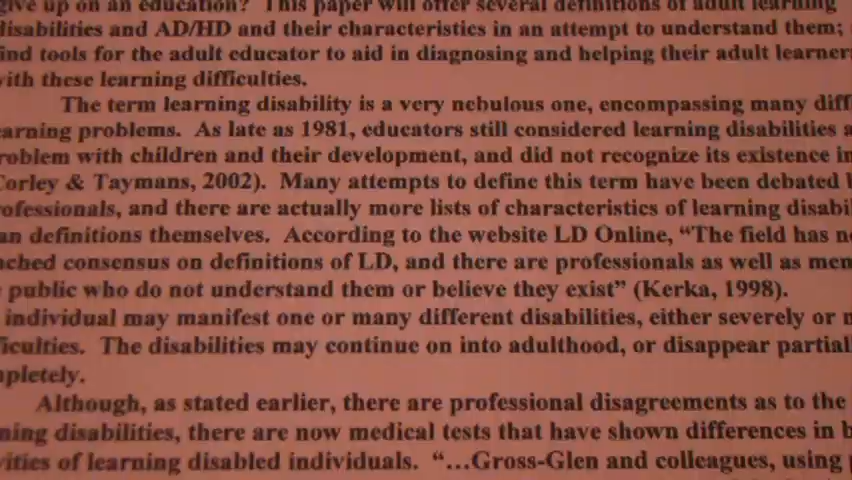 give up on an education? This paper will offer several definitions of adult learning
disabilities and AD/HD and their characteristics in an attempt to understand them;
ind tools for the adult educator to aid in diagnosing and helping their adult learner
ith these learning difficulties.
The term learning disability is a very nebulous one, encompassing many diff
earning problems. As late as 1981, educators still considered learning disabilities a
roblem with children and their development, and did not recognize its existence in
Corley & Taymans, 2002). Many attempts to define this term have been debated
ofessionals, and there are actually more lists of characteristics of learning disabi
an definitions themselves. According to the website LD Online, “The field has no
ached consensus on definitions of LD, and there are professionals as well as mem
public who do not understand them or believe they exist” (Kerka, 1998).
individual may manifest one or many different disabilities, either severely or m
ficulties. The disabilities may continue on into adulthood, or disappear partial
pletely.
Although, as stated earlier, there are professional disagreements as to the
ning disabilities, there are now medical tests that have shown differences in b
vities of learning disabled individuals. “…Gross-Glen and colleagues, using